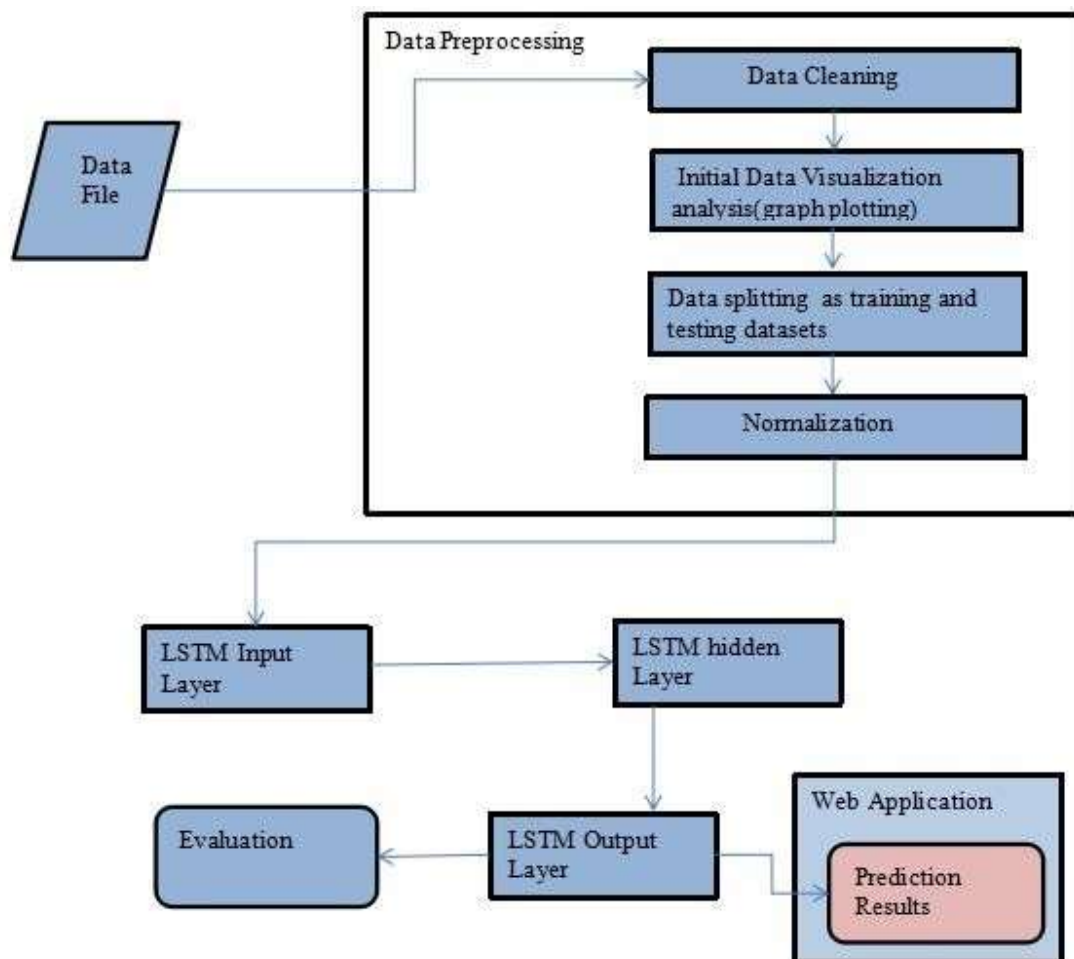 Data Preprocessing
Data Cleaning
Data
File
Initial Data Visualization
analysis(graph plotting)
Data splitting as training and
testing datasets
Normalization
LSTM Input
Layer
LSTM hidden
Layer
Evaluation
LSTM Output
Layer
Web Application
Prediction
Results